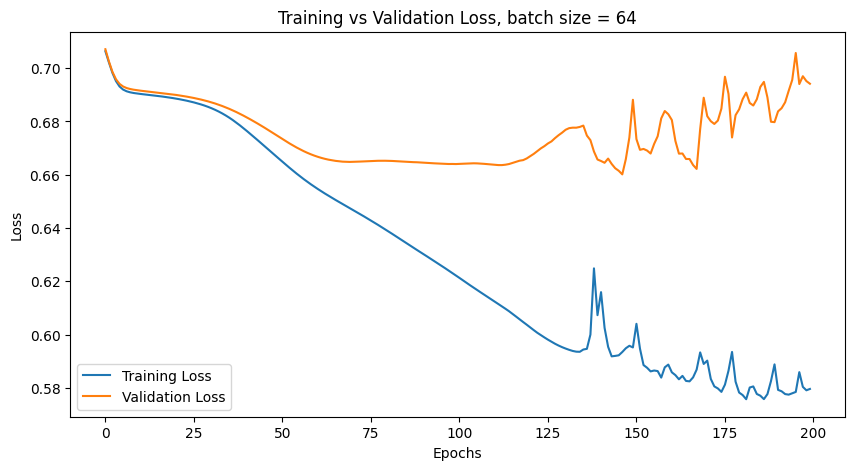 Training vs Validation Loss, batch size = 64
0.70
0.68
0.66
0.64
0.62
0.60
0.58
Loss
Training Loss
Validation Loss
0 25 50 75 100 125 150 175 200
Epochs